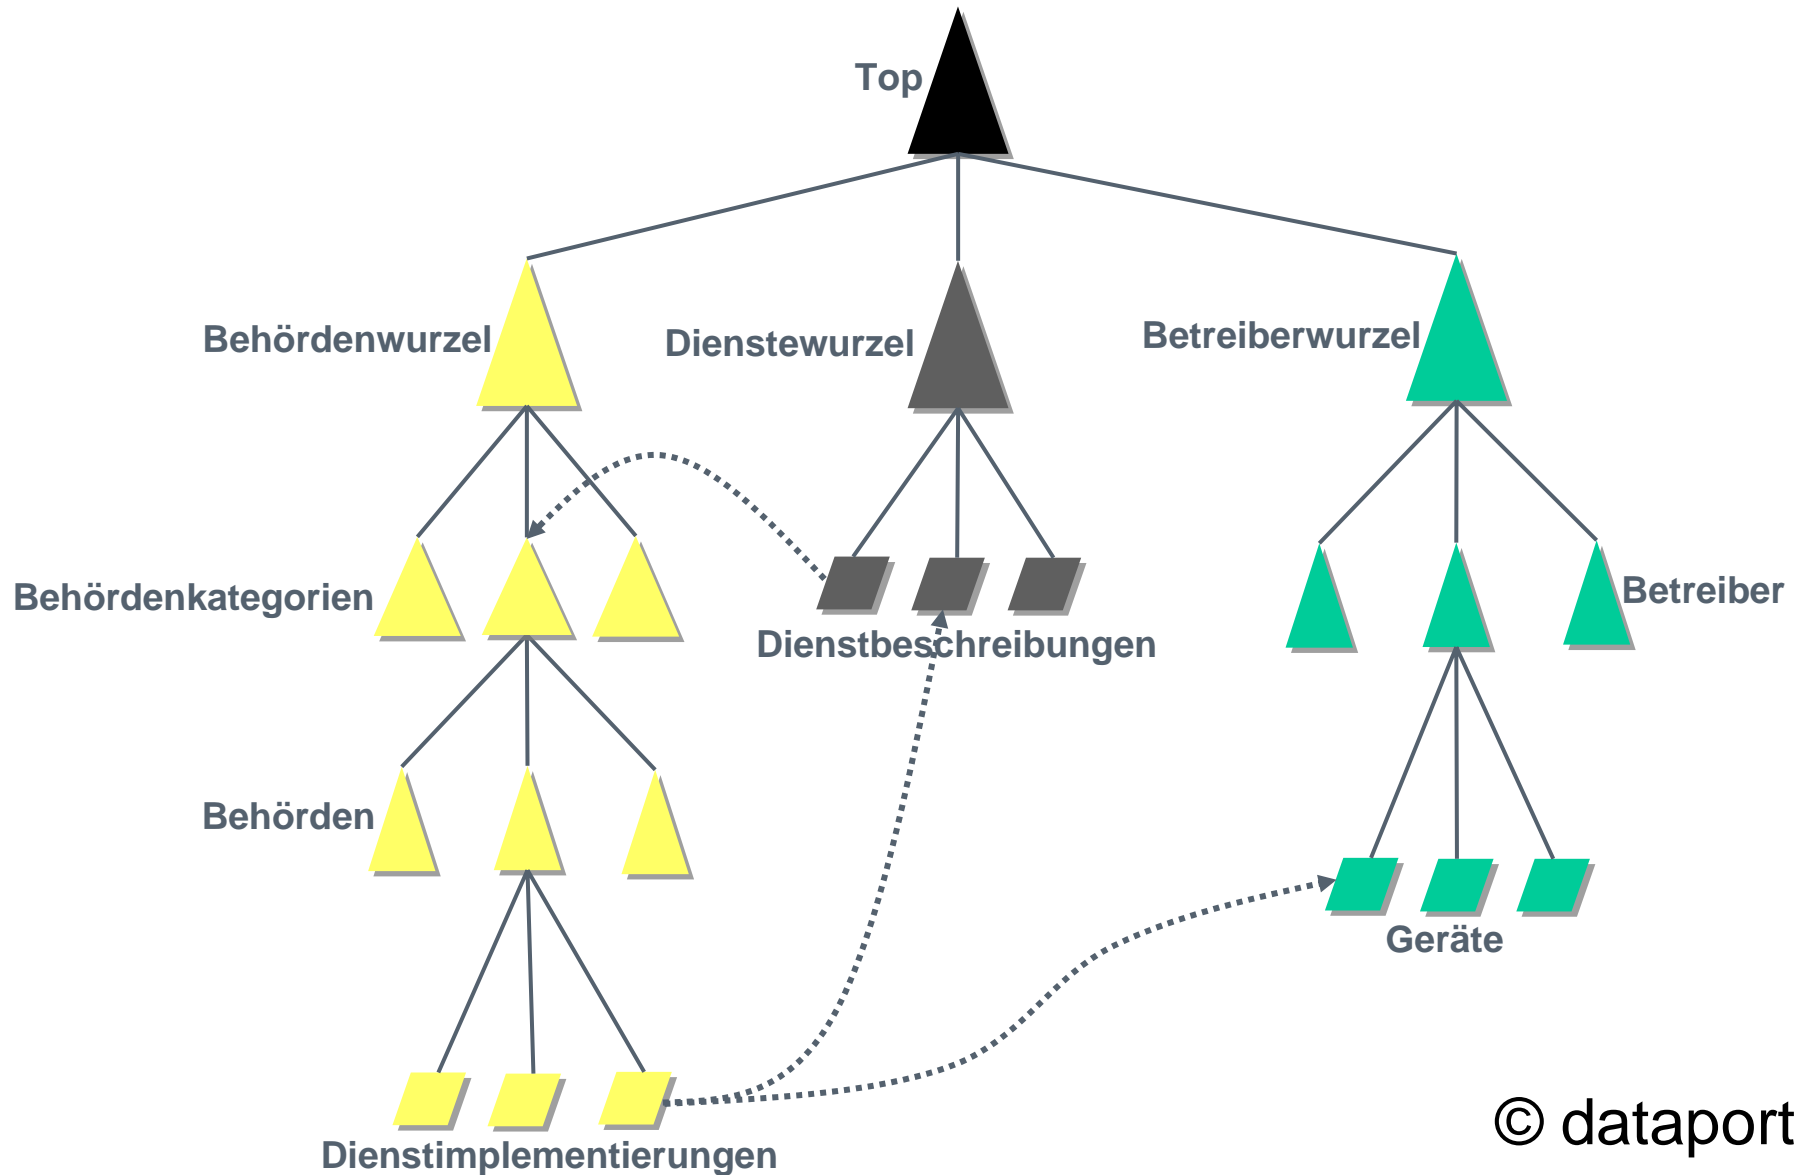 Top
Behördenwurzel
Dienstewurzel
Betreiberwurzel
Behördenkategorien
Dienstbeschreibungen
Betreiber
Behörden
Geräte
Dienstimplementierungen
© dataport